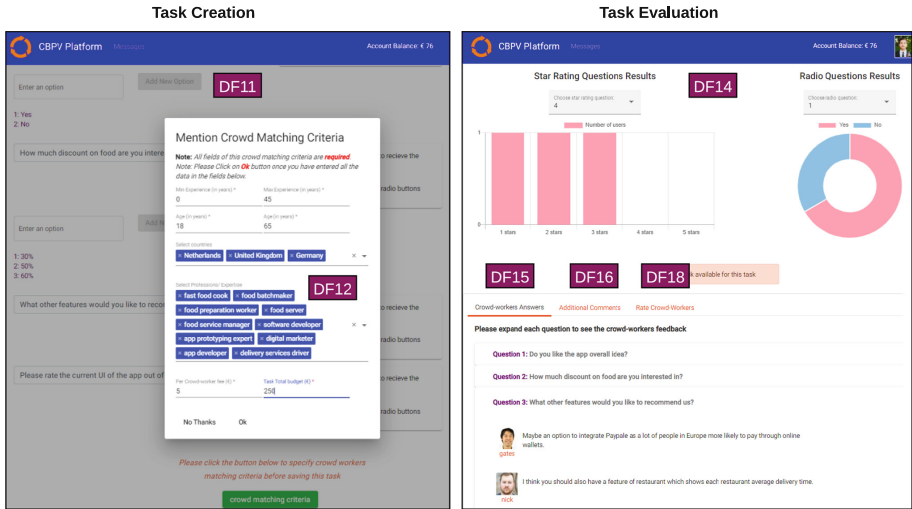 Task Creation
CBPV Platform Messages Account Balance: € 76
Enter an option
Add New Option
DF11
1: Yes
2: No
How much discount on food are you intere
to recieve the
radio buttons
Enter an option
Add N
1: 30%
2: 50%
3: 60%
What other features would you like to reco
to recieve the
Please rate the current UI of the app out of
to recieve the
radio buttons
Mention Crowd Matching Criteria
Note: All fields of this crowd matching criteria are required.
Note: Please Click on Ok button once you have entered all the
data in the fields below.
Min Experience (in years) * Max Experience (in years) *
0 45
Age (in years) * Age (in years) *
18 65
Select countries
× Netherlands × United Kingdom × Germany ×
Select Professions/ Expertise
DF12
× fast food cook × food batchmaker
× food preparation worker × food server
× food service manager × software developer ×
× app prototyping expert × digital marketer
× app developer × delivery services driver
Per Crowd-worker fee (€) * Task Total budget (€) *
5 250
No Thanks Ok
Please click the button below to specify crowd workers
matching criteria before saving this task
crowd matching criteria
Task Evaluation
CBPV Platform Messages Account Balance: € 76
Star Rating Questions Results
DF14
Choose star rating question
4
Number of users
1
0
1 stars 2 stars 3 stars 4 stars 5 stars
Radio Questions Results
Choose radio question
1
Yes No
DF15 DF16 DF18
k available for this task
Crowd-workers Answers Additional Comments Rate Crowd-Workers
Please expand each question to see the crowd-workers feedback
Question 1: Do you like the app overall idea?
Question 2: How much discount on food are you interested in?
Question 3: What other features would you like to recommend us?
Maybe an option to integrate Paypale as a lot of people in Europe more likely to pay through online
wallets.
gates
I think you should also have a feature of restaurant which shows each restaurant average delivery time.
nick